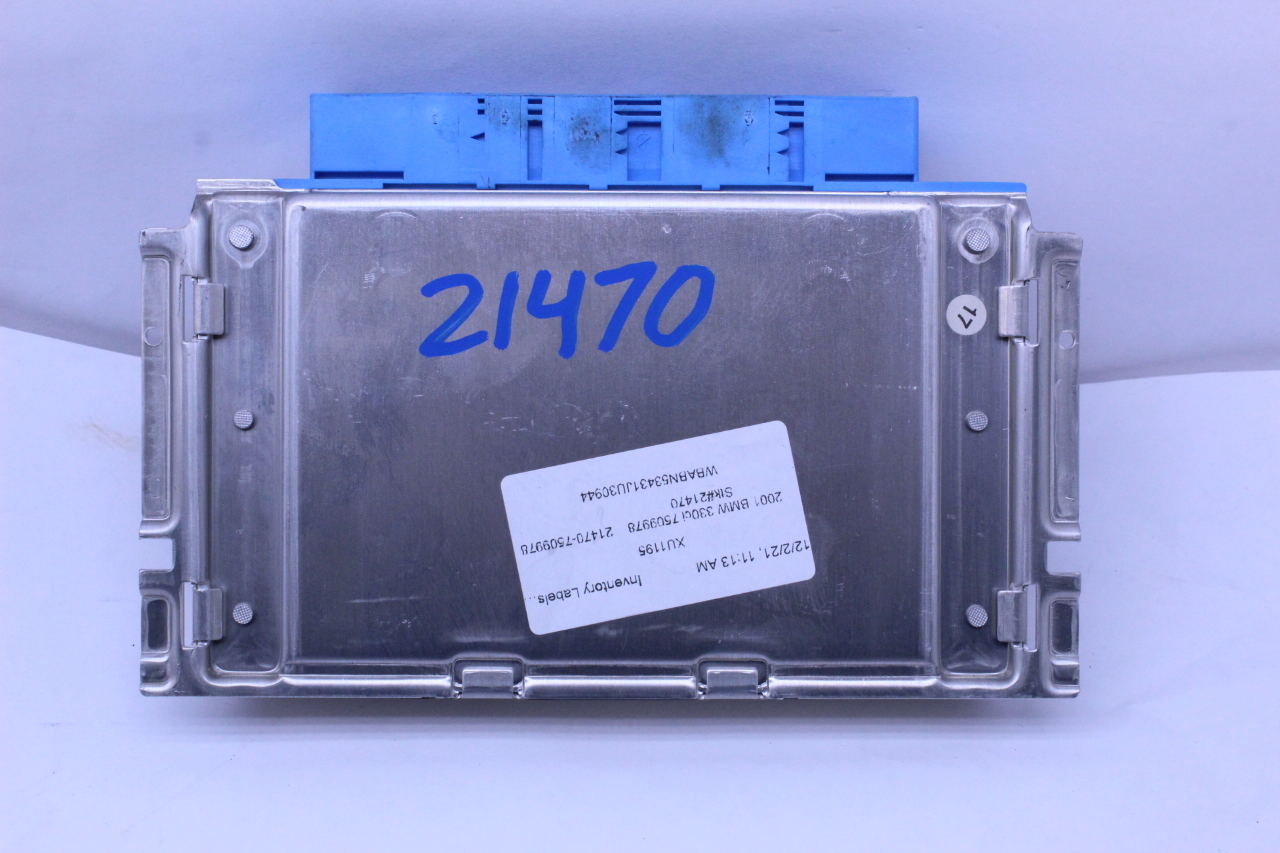 21470
17
12/2/21, 11:13 AM Inventory Labels...
XU1195
2001 BMW 330ci 7509978 21470-7509978
Stk#21470
WBABN53431JU30944